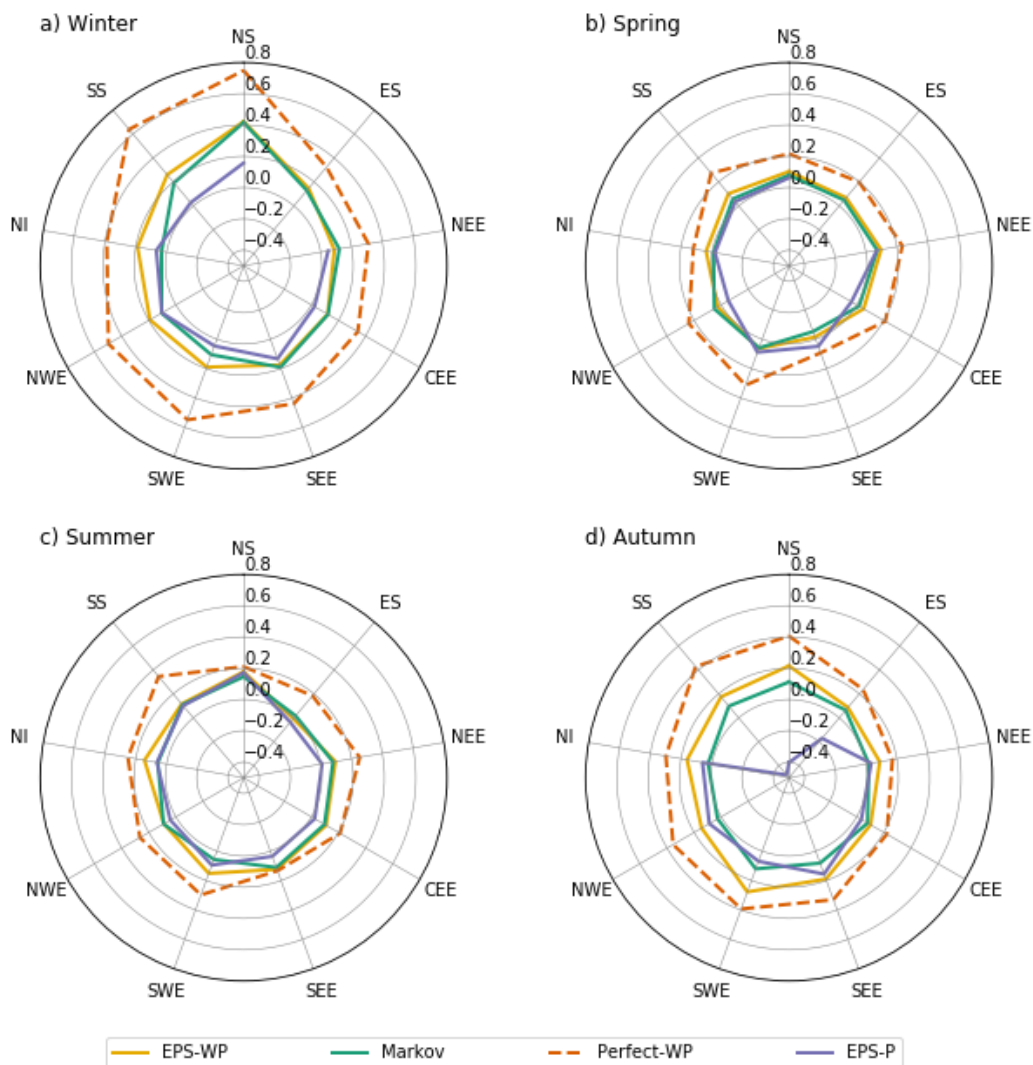 a) Winter
NS
0.8
0.6
0.4
0.2
0.0
−0.2
−0.4
ES
NEE
CEE
SEE
SWE
NWE
NI
SS
b) Spring
NS
0.8
0.6
0.4
0.2
0.0
−0.2
−0.4
ES
NEE
CEE
SEE
SWE
NWE
NI
SS
c) Summer
NS
0.8
0.6
0.4
0.2
0.0
−0.2
−0.4
ES
NEE
CEE
SEE
SWE
NWE
NI
SS
d) Autumn
NS
0.8
0.6
0.4
0.2
0.0
−0.2
−0.4
ES
NEE
CEE
SEE
SWE
NWE
NI
SS
EPS-WP Markov Perfect-WP EPS-P